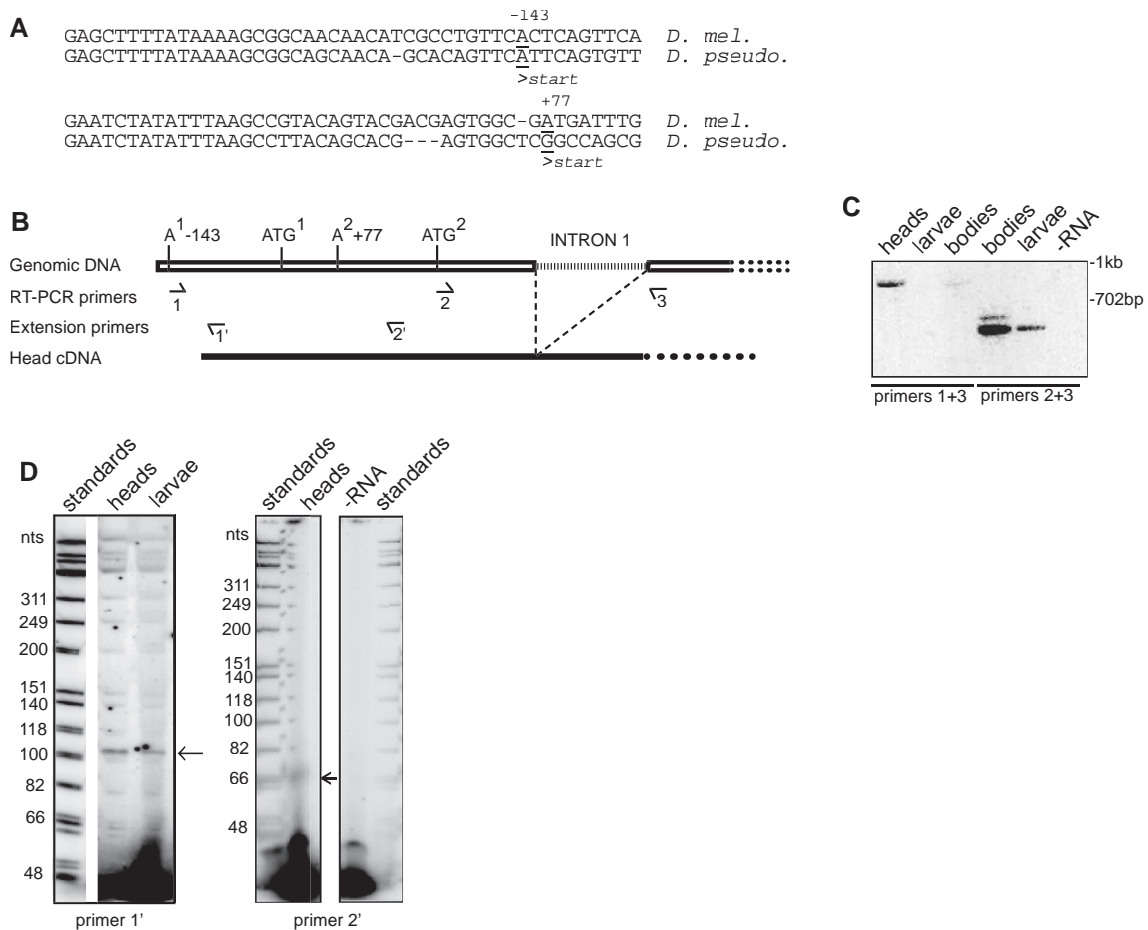 A
-143
GAGCTTTTATAAAAGCGGCAACAACATCGCCTGTTCACTCAGTTCA D. mel.
GAGCTTTTATAAAAGCGGCAGCAACA-GCACAGTTCATTCAGTGTT D. pseudo.
>start
+77
GAATCTATATTTAAGCCGTACAGTACGACGAGTGGC-GATGATTTG D. mel.
GAATCTATATTTAAGCCTTACAGCACG---AGTGGCTCGGCCAGCG D. pseudo.
>start
B
A1-143 ATG1 A2+77 ATG2 INTRON 1
Genomic DNA
RT-PCR primers 1 2 3
Extension primers 1' 2'
Head cDNA
C
heads larvae bodies bodies larvae -RNA
-1kb
-702bp
primers 1+3 primers 2+3
D
standards heads larvae
nts
311
249
200
151
140
118
100
82
66
48
primer 1'
standards heads -RNA standards
nts
311
249
200
151
140
118
100
82
66
48
primer 2'